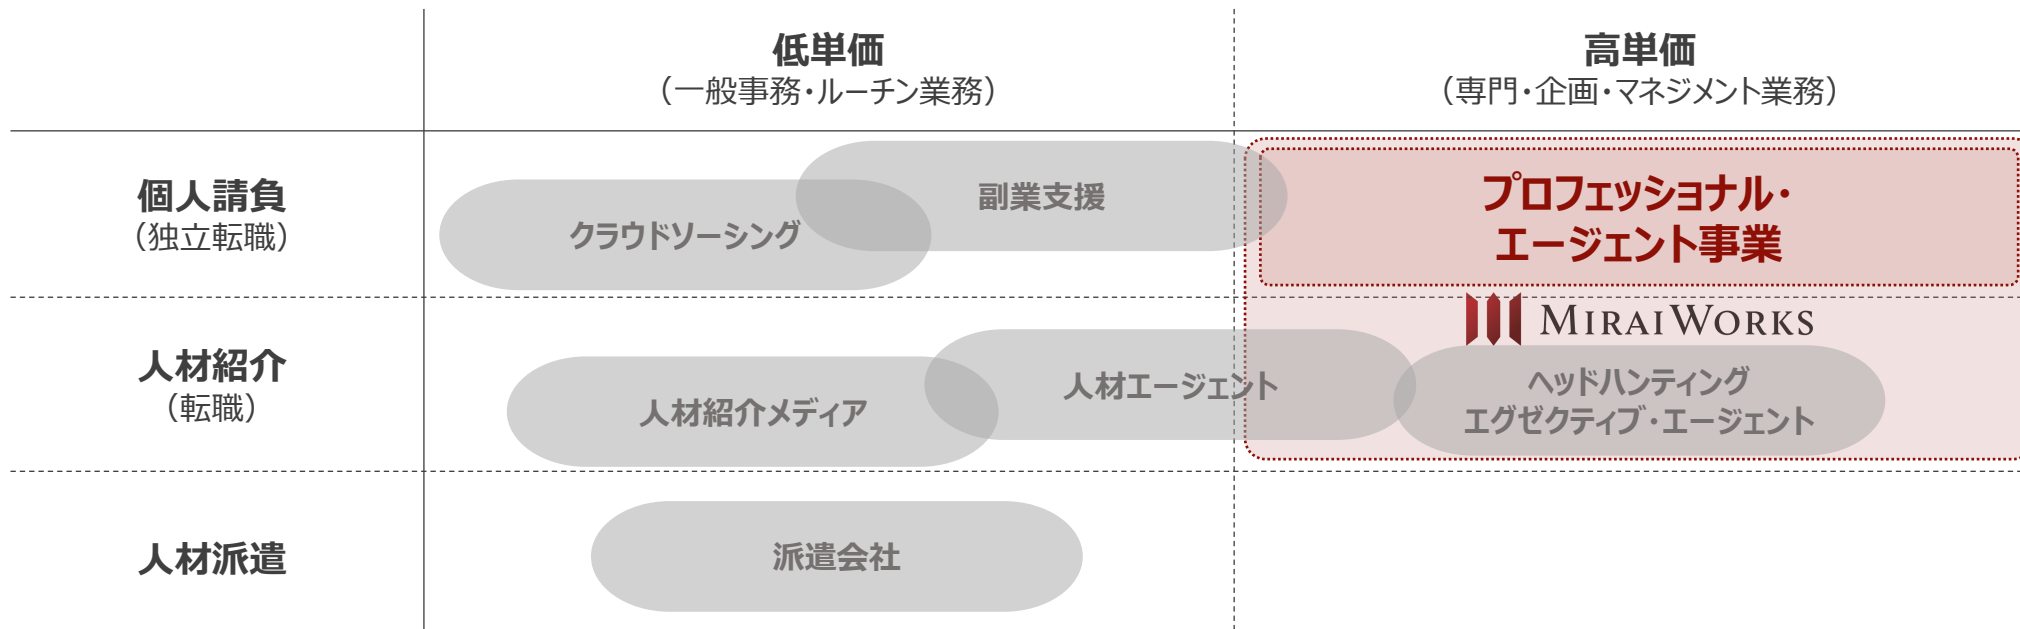 低単価
（一般事務・ルーチン業務）
高単価
（専門・企画・マネジメント業務）
個人請負
（独立転職）
クラウドソーシング
副業支援
プロフェッショナル・
エージェント事業
MIRAIWORKS
人材紹介
（転職）
人材紹介メディア
人材エージェント
ヘッドハンティング
エグゼクティブ・エージェント
人材派遣
派遣会社